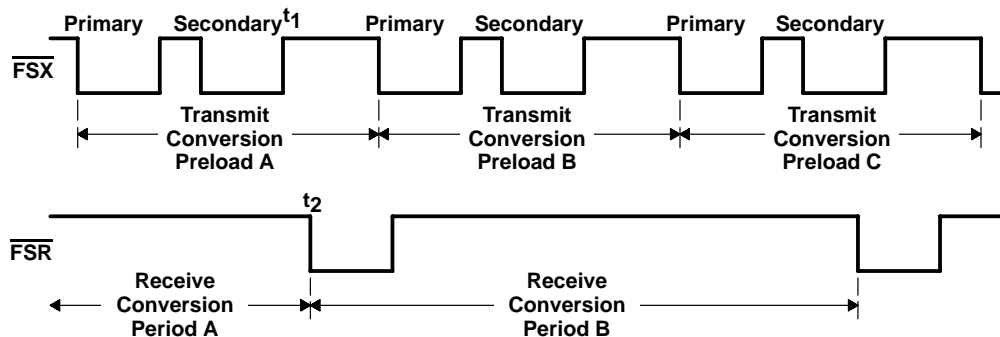 Primary Secondary t1 Primary Secondary Primary Secondary
FSX
Transmit
Conversion
Preload A
Transmit
Conversion
Preload B
Transmit
Conversion
Preload C
t2
FSR
Receive
Conversion
Period A
Receive
Conversion
Period B